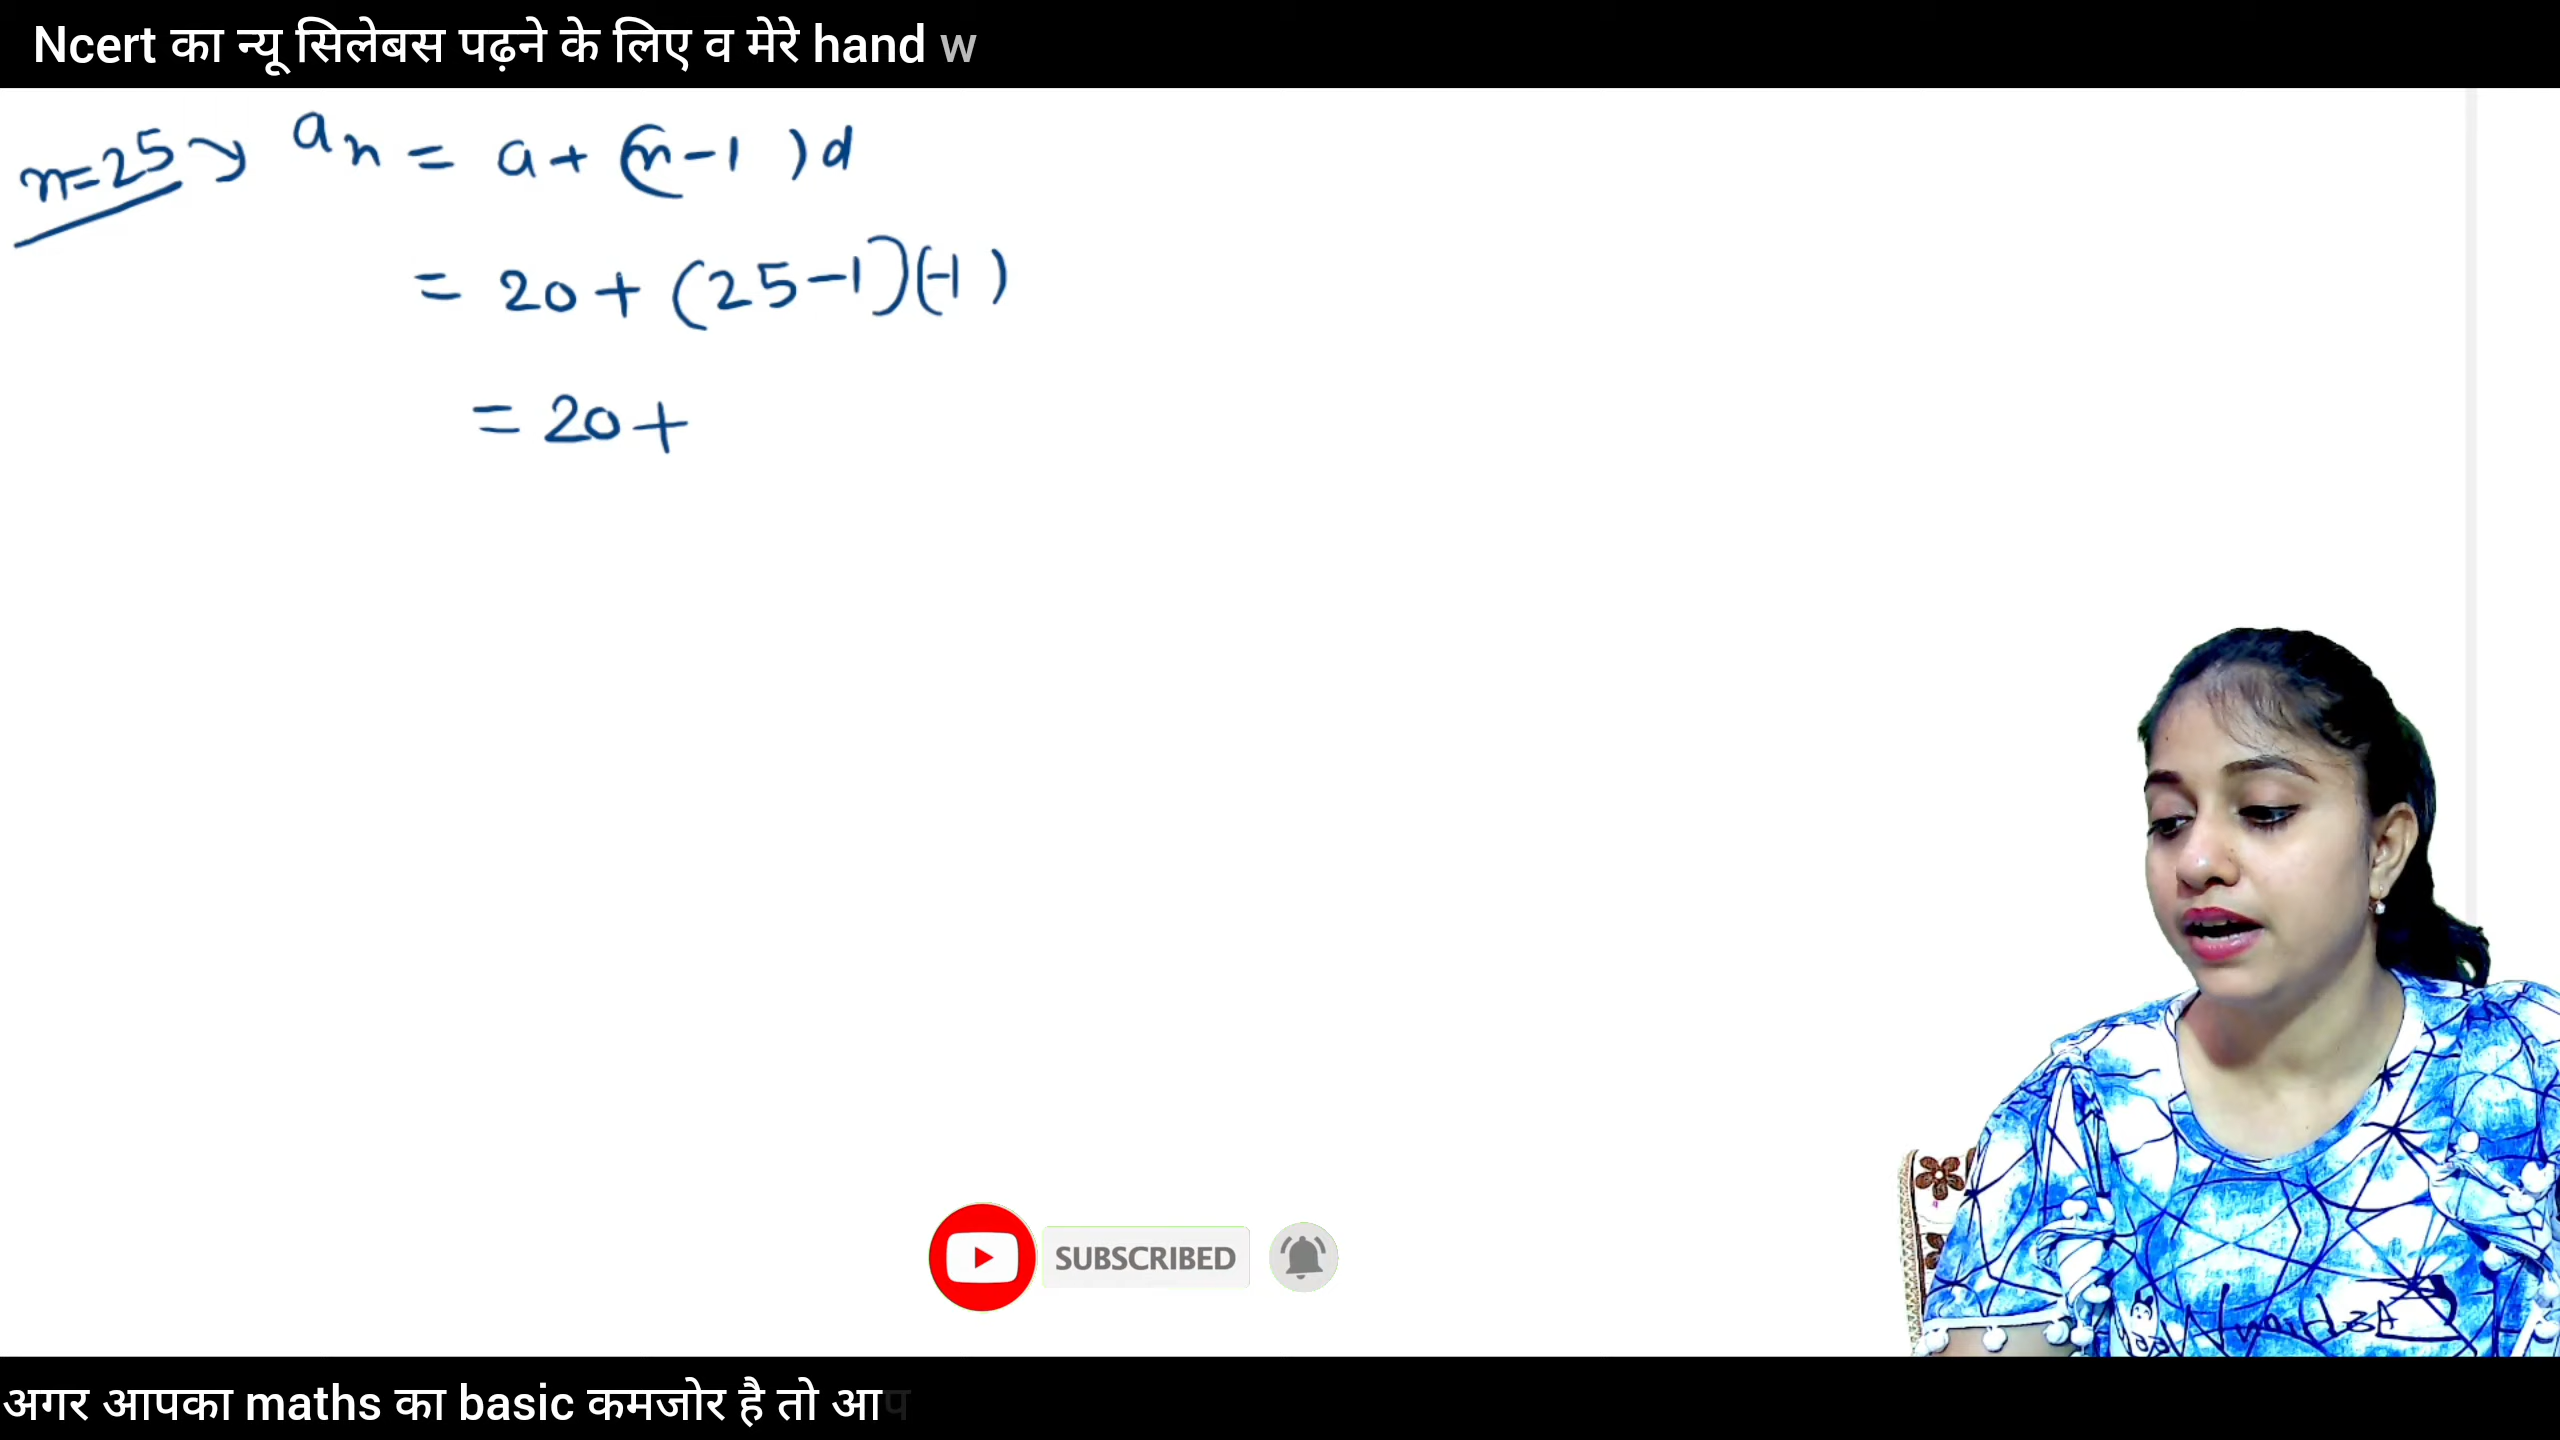 Ncert का न्यू सिलेबस पढ़ने के लिए व मेरे hand w
n=25 → an = a + (n-1 )d
= 20 + (25-1)(-1)
= 20 +
SUBSCRIBED
अगर आपका maths का basic कमजोर है तो आप